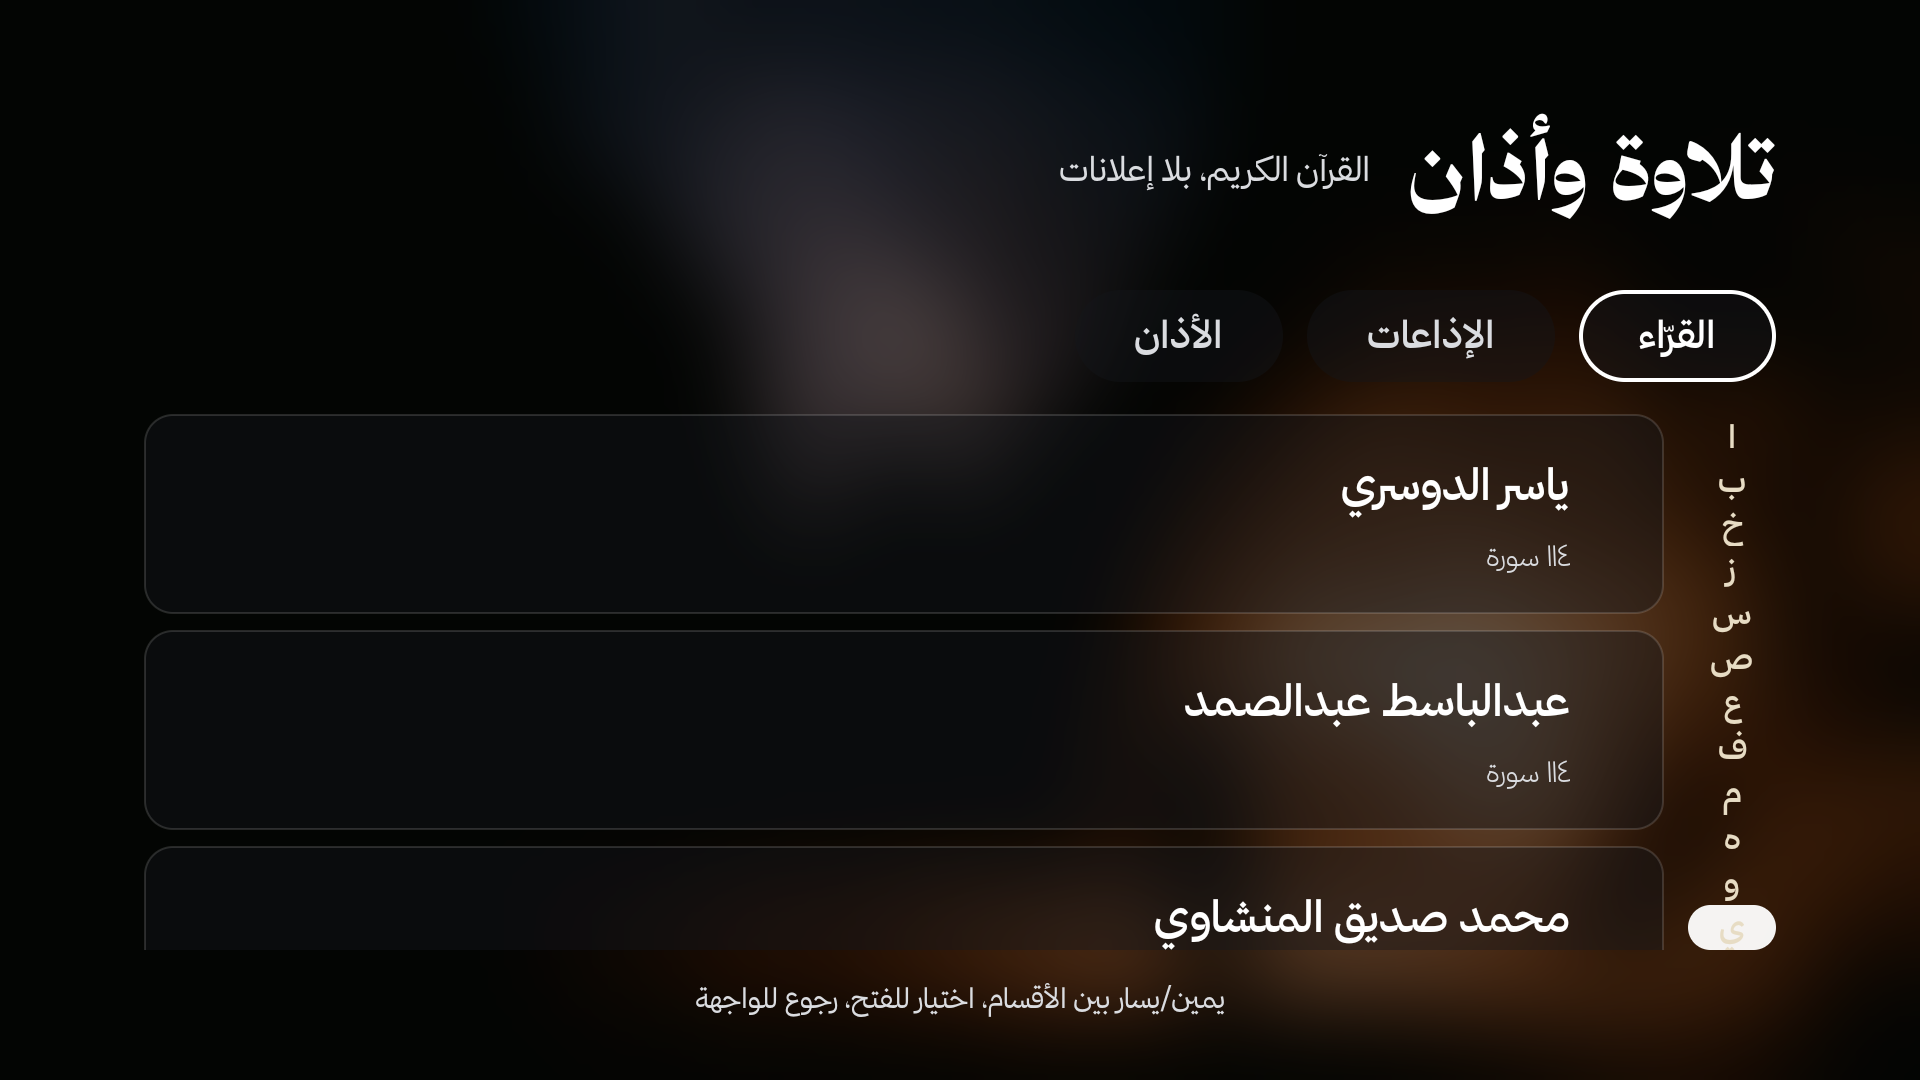 تلاوة وأذان
القرآن الكريم، بلا إعلانات
القرّاء
الإذاعات
الأذان
ا
ب
خ
ز
س
ص
ع
ف
م
ه
و
ي
ياسر الدوسري
١١٤ سورة
عبدالباسط عبدالصمد
١١٤ سورة
محمد صديق المنشاوي
يمين/يسار بين الأقسام، اختيار للفتح، رجوع للواجهة